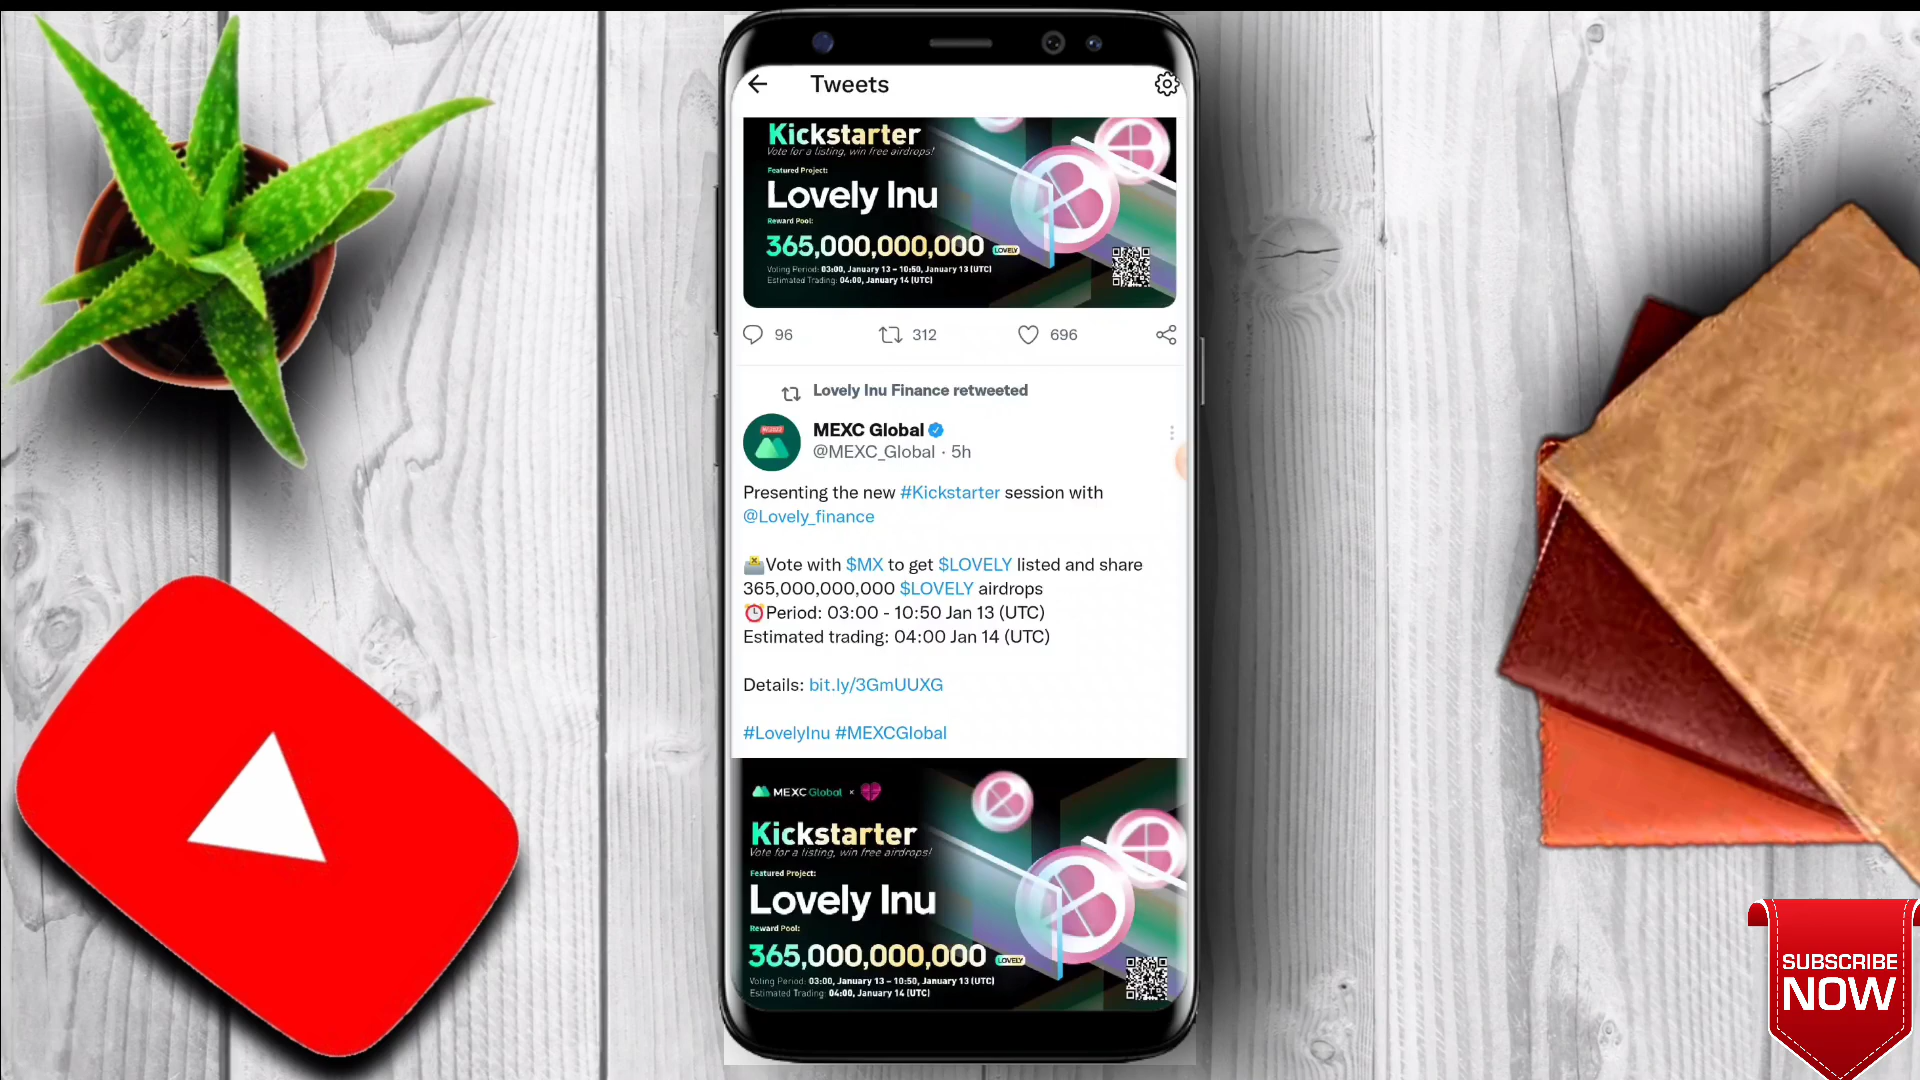 Tweets
Kickstarter
Vote for a listing, win free airdrops!
Featured Project:
Lovely Inu
Reward Pool:
365,000,000,000 LOVELY
Voting Period: 03:00, January 13 – 10:50, January 13 (UTC)
Estimated Trading: 04:00, January 14 (UTC)
96 312 696
Lovely Inu Finance retweeted
MEXC Global
@MEXC_Global · 5h
Presenting the new #Kickstarter session with
@Lovely_finance
Vote with $MX to get $LOVELY listed and share
365,000,000,000 $LOVELY airdrops
Period: 03:00 - 10:50 Jan 13 (UTC)
Estimated trading: 04:00 Jan 14 (UTC)
Details: bit.ly/3GmUUXG
#LovelyInu #MEXCGlobal
MEXC Global ×
Kickstarter
Vote for a listing, win free airdrops!
Featured Project:
Lovely Inu
Reward Pool:
365,000,000,000 LOVELY
Voting Period: 03:00, January 13 – 10:50, January 13 (UTC)
Estimated Trading: 04:00, January 14 (UTC)
SUBSCRIBE
NOW